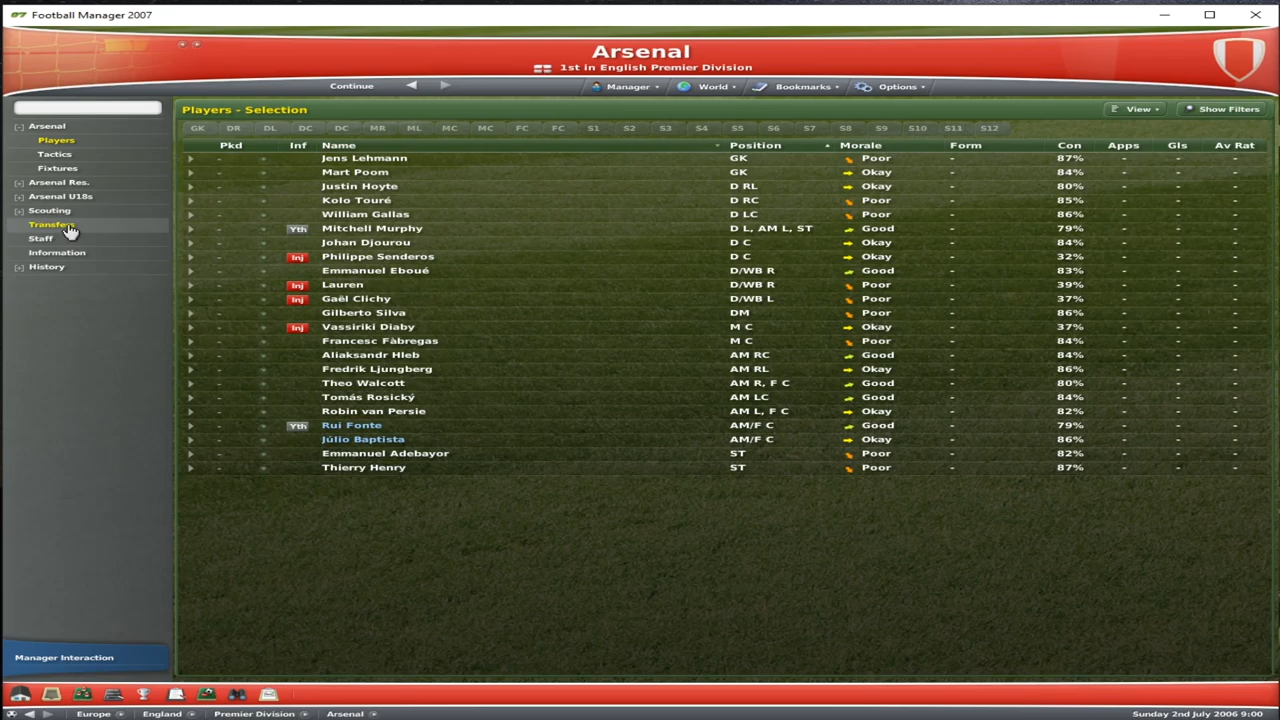 Football Manager 2007
Arsenal
1st in English Premier Division
Continue Manager World Bookmarks Options
Players - Selection View Show Filters
Arsenal
Players
Tactics
Fixtures
Arsenal Res.
Arsenal U18s
Scouting
Transfers
Staff
Information
History
Manager Interaction
GK DR DL DC DC MR ML MC MC FC FC S1 S2 S3 S4 S5 S6 S7 S8 S9 S10 S11 S12
Pkd Inf Name Position Morale Form Con Apps Gls Av Rat
- Jens Lehmann GK Poor - 87% - - -
- Mart Poom GK Okay - 84% - - -
- Justin Hoyte D RL Okay - 80% - - -
- Kolo Touré D RC Poor - 85% - - -
- William Gallas D LC Poor - 86% - - -
- Yth Mitchell Murphy D L, AM L, ST Good - 79% - - -
- Johan Djourou D C Okay - 84% - - -
- Inj Philippe Senderos D C Okay - 32% - - -
- Emmanuel Eboué D/WB R Good - 83% - - -
- Inj Lauren D/WB R Poor - 39% - - -
- Inj Gaël Clichy D/WB L Poor - 37% - - -
- Gilberto Silva DM Poor - 86% - - -
- Inj Vassiriki Diaby M C Okay - 37% - - -
- Francesc Fàbregas M C Poor - 84% - - -
- Aliaksandr Hleb AM RC Good - 84% - - -
- Fredrik Ljungberg AM RL Okay - 86% - - -
- Theo Walcott AM R, F C Good - 80% - - -
- Tomás Rosický AM LC Good - 84% - - -
- Robin van Persie AM L, F C Okay - 82% - - -
- Yth Rui Fonte AM/F C Good - 79% - - -
- Júlio Baptista AM/F C Okay - 86% - - -
- Emmanuel Adebayor ST Poor - 82% - - -
- Thierry Henry ST Poor - 87% - - -
Europe England Premier Division Arsenal Sunday 2nd July 2006 9:00